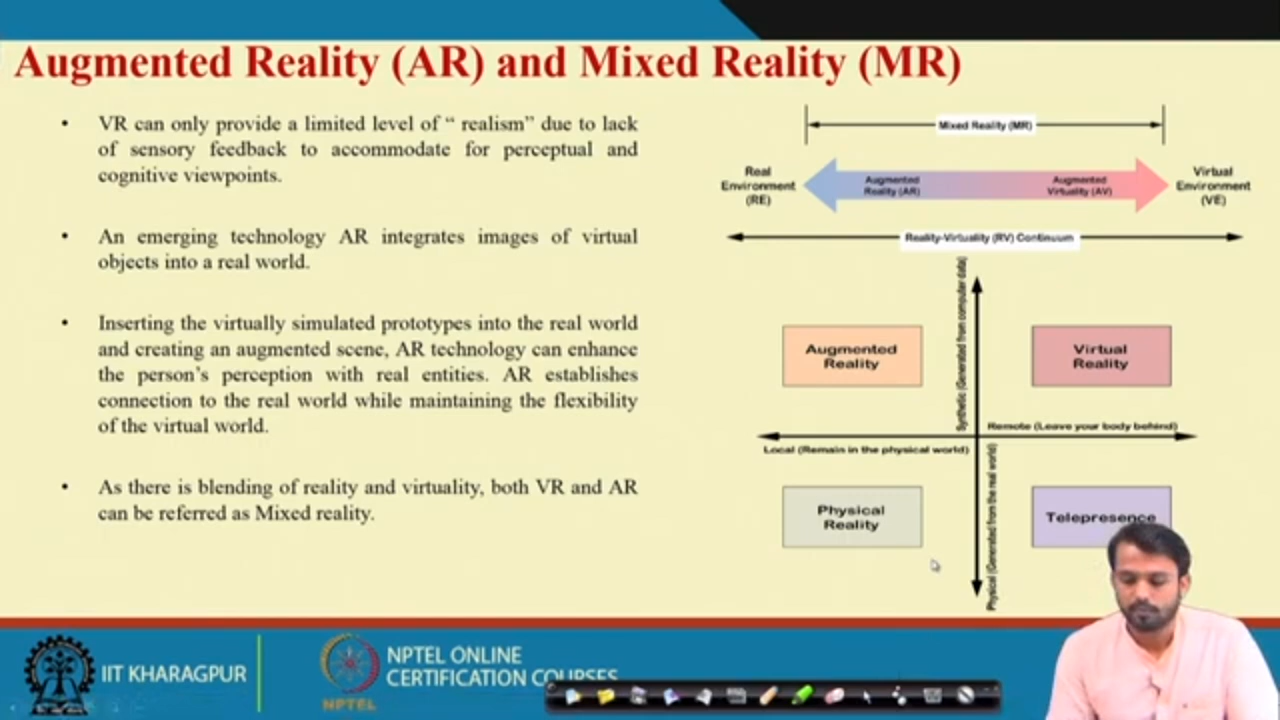 Augmented Reality (AR) and Mixed Reality (MR)
• VR can only provide a limited level of “ realism” due to lack
of sensory feedback to accommodate for perceptual and
cognitive viewpoints.
• An emerging technology AR integrates images of virtual
objects into a real world.
• Inserting the virtually simulated prototypes into the real world
and creating an augmented scene, AR technology can enhance
the person’s perception with real entities. AR establishes
connection to the real world while maintaining the flexibility
of the virtual world.
• As there is blending of reality and virtuality, both VR and AR
can be referred as Mixed reality.
Mixed Reality (MR)
Real
Environment
(RE)
Augmented
Reality (AR)
Augmented
Virtuality (AV)
Virtual
Environment
(VE)
Reality-Virtuality (RV) Continuum
Synthetic (Generated from computer data)
Augmented
Reality
Virtual
Reality
Remote (Leave your body behind)
Local (Remain in the physical world)
Physical
Reality
Telepresence
Physical (Generated from the real world)
IIT KHARAGPUR
NPTEL
NPTEL ONLINE
CERTIFICATION COURSES